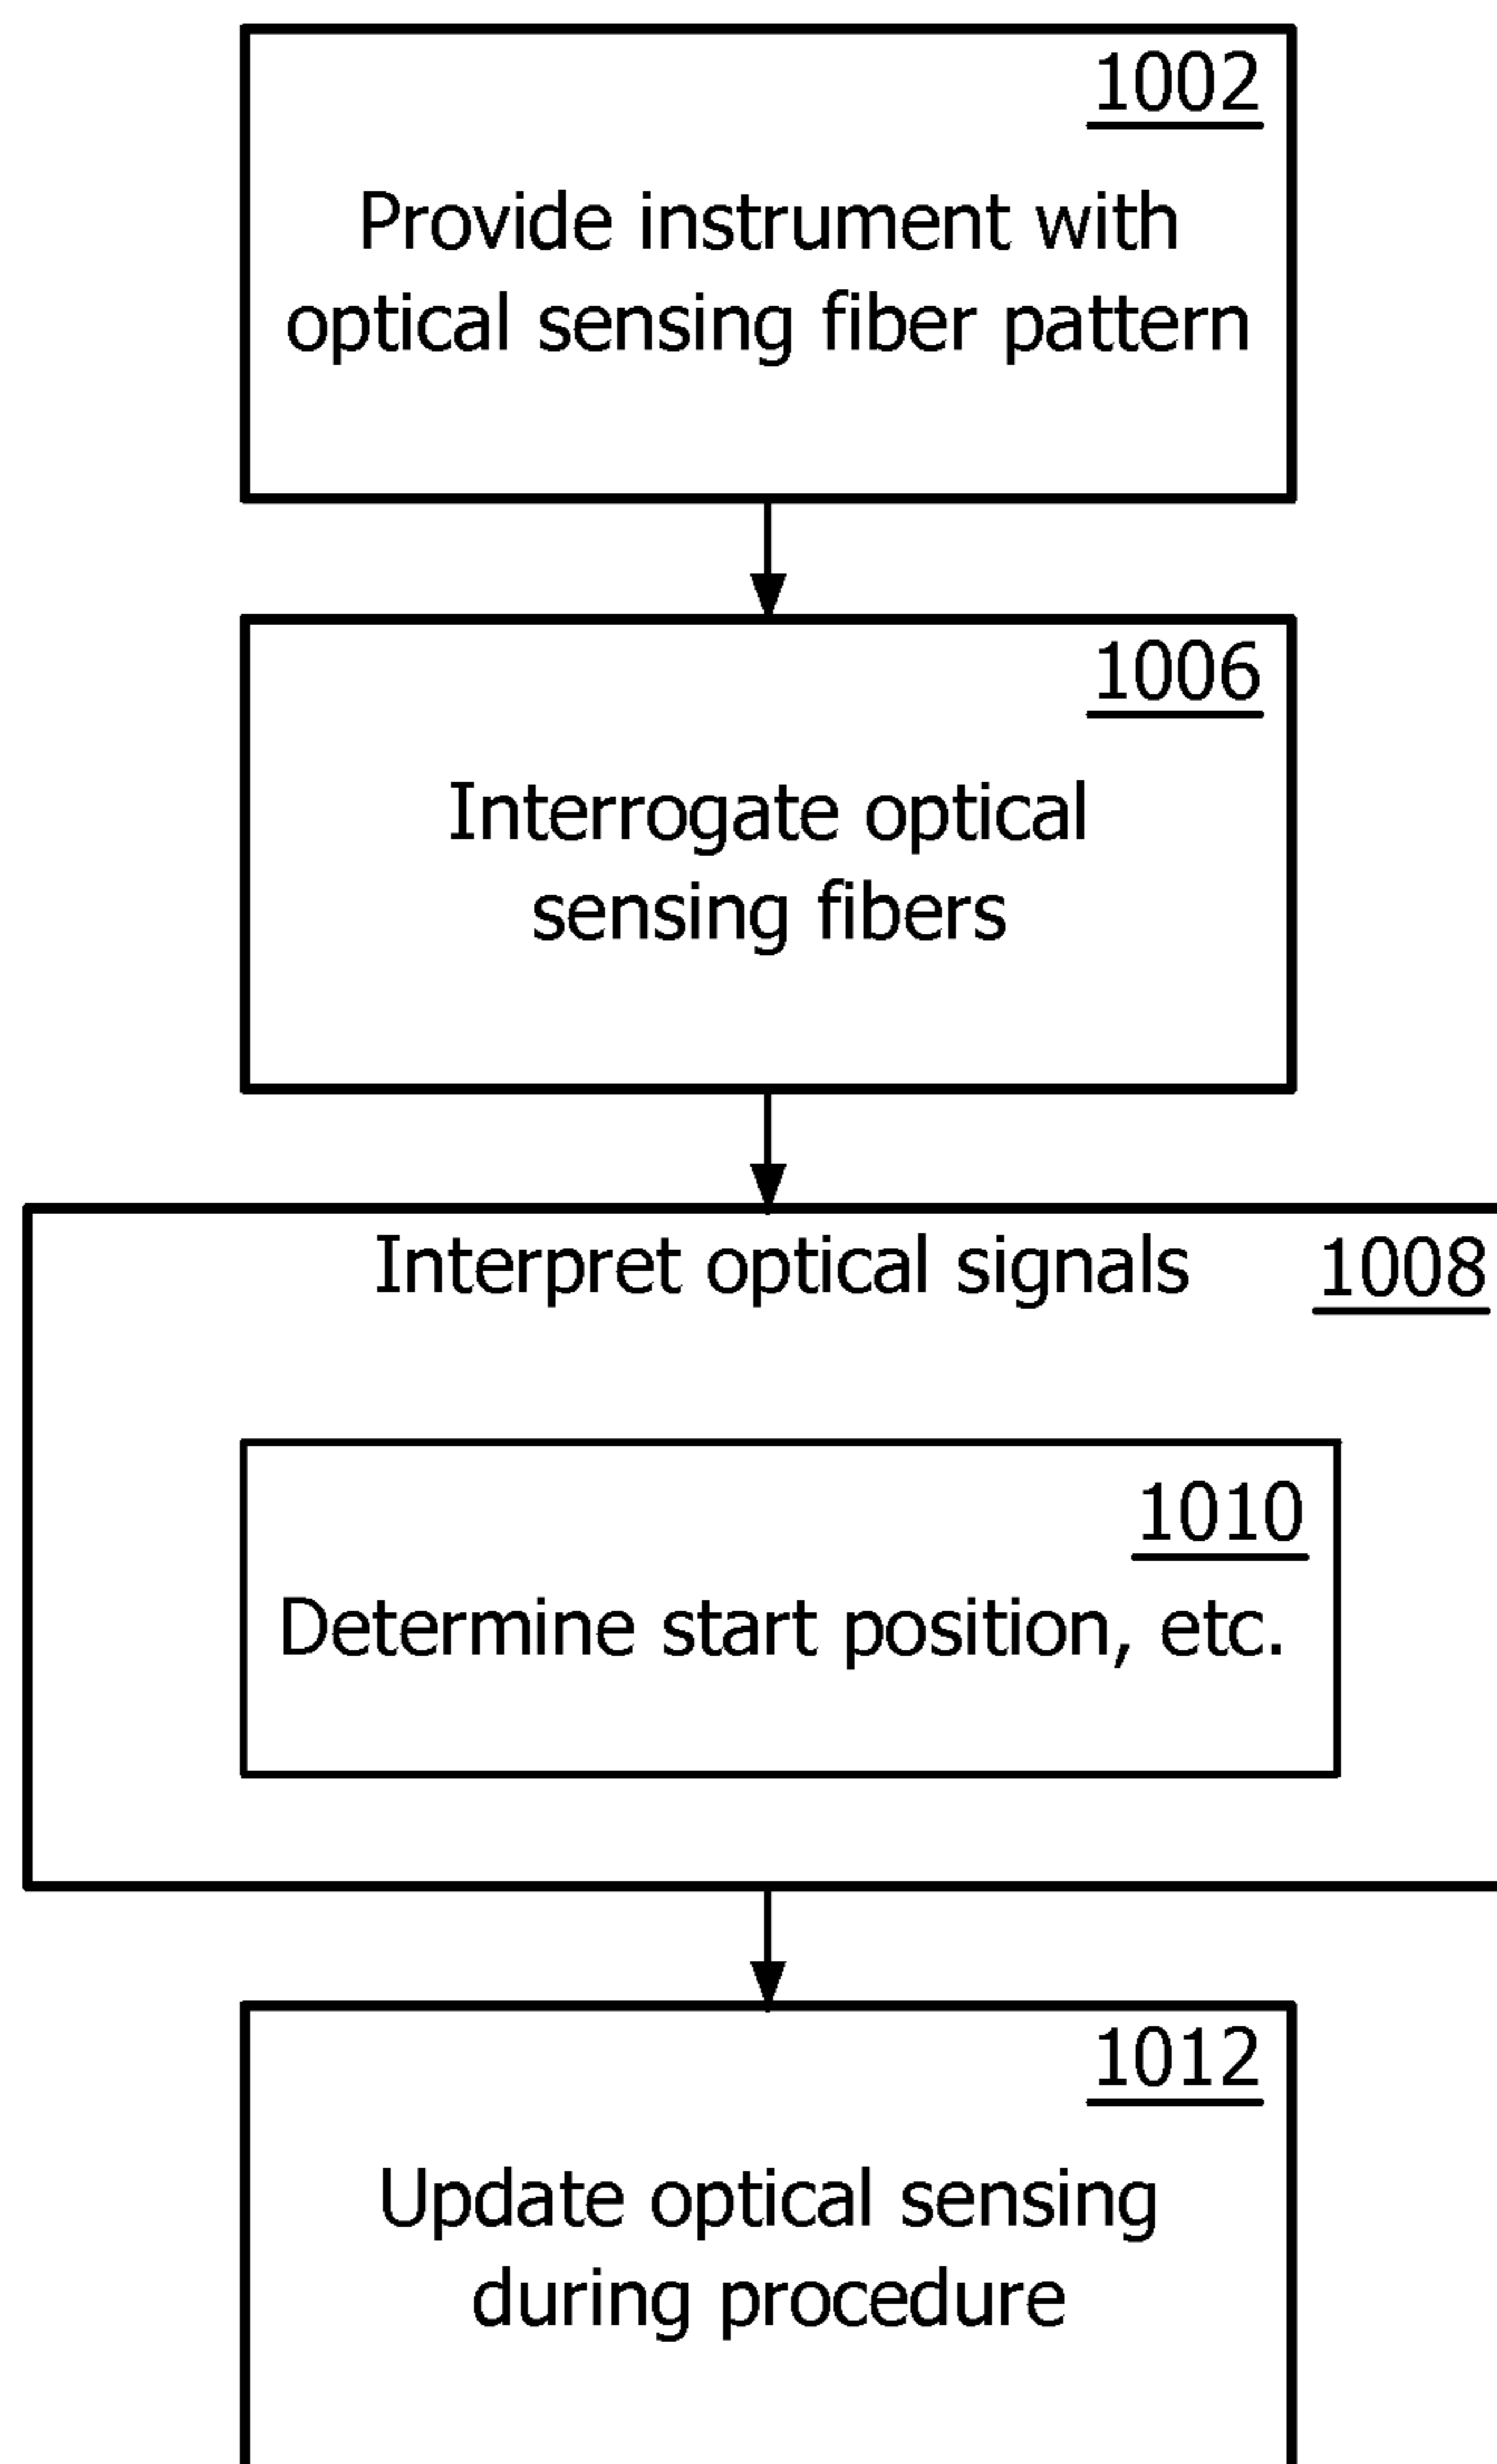 1002
Provide instrument with
optical sensing fiber pattern
1006
Interrogate optical
sensing fibers
Interpret optical signals 1008
1010
Determine start position, etc.
1012
Update optical sensing
during procedure